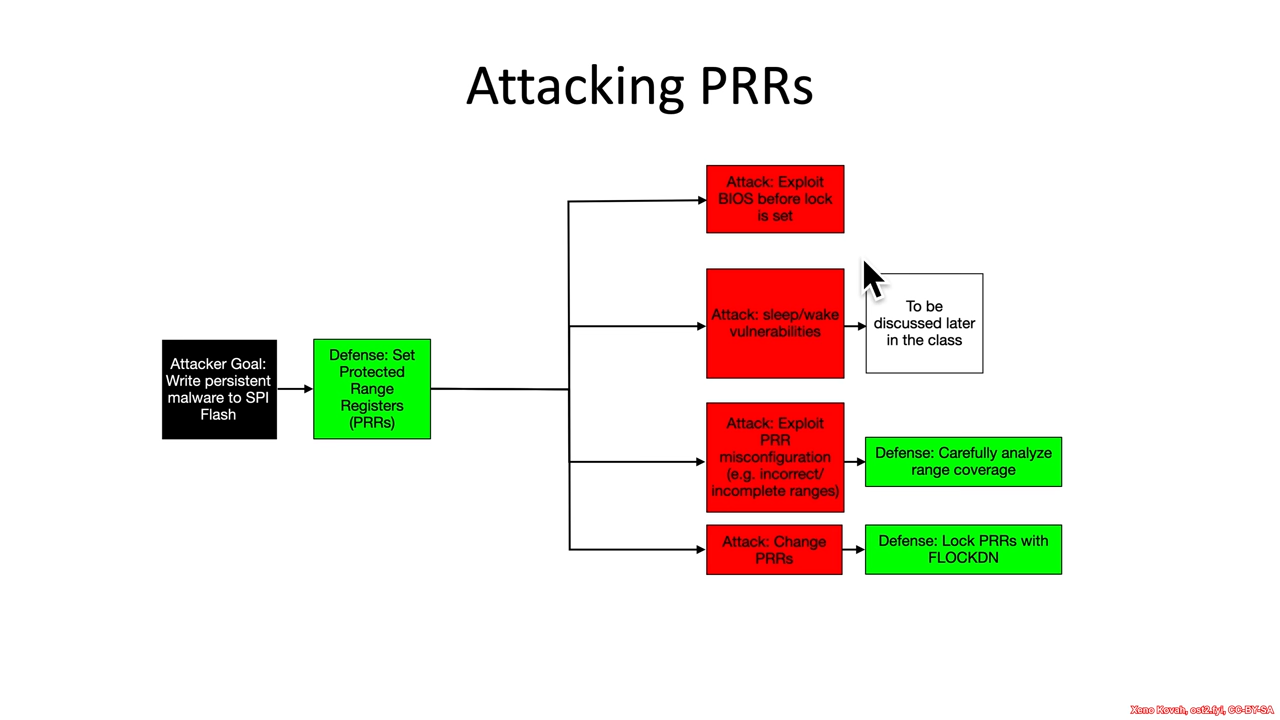 Attacking PRRs
Attack: Exploit
BIOS before lock
is set
Attack: sleep/wake
vulnerabilities
To be
discussed later
in the class
Attacker Goal:
Write persistent
malware to SPI
Flash
Defense: Set
Protected
Range
Registers
(PRRs)
Attack: Exploit
PRR
misconfiguration
(e.g. incorrect/
incomplete ranges)
Defense: Carefully analyze
range coverage
Attack: Change
PRRs
Defense: Lock PRRs with
FLOCKDN
Xeno Kovah, ost2.fyi, CC-BY-SA